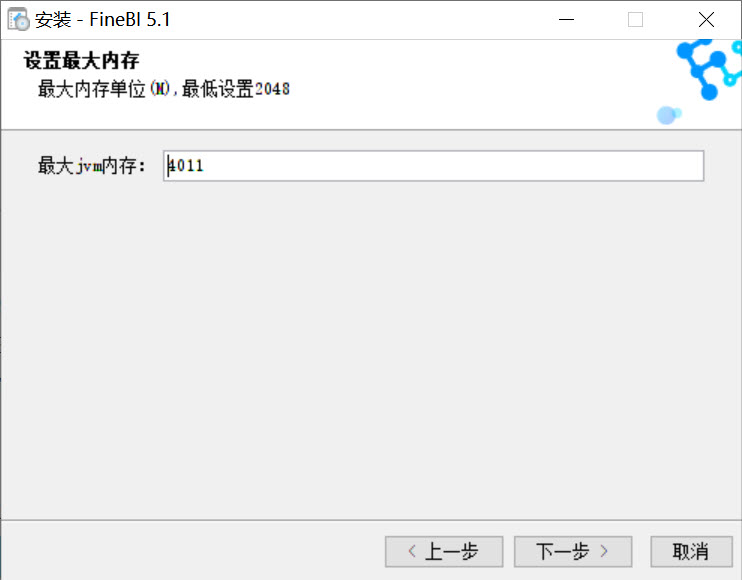 安装 - FineBI 5.1
设置最大内存
最大内存单位(M),最低设置2048
最大jvm内存: 4011
< 上一步 下一步 > 取消